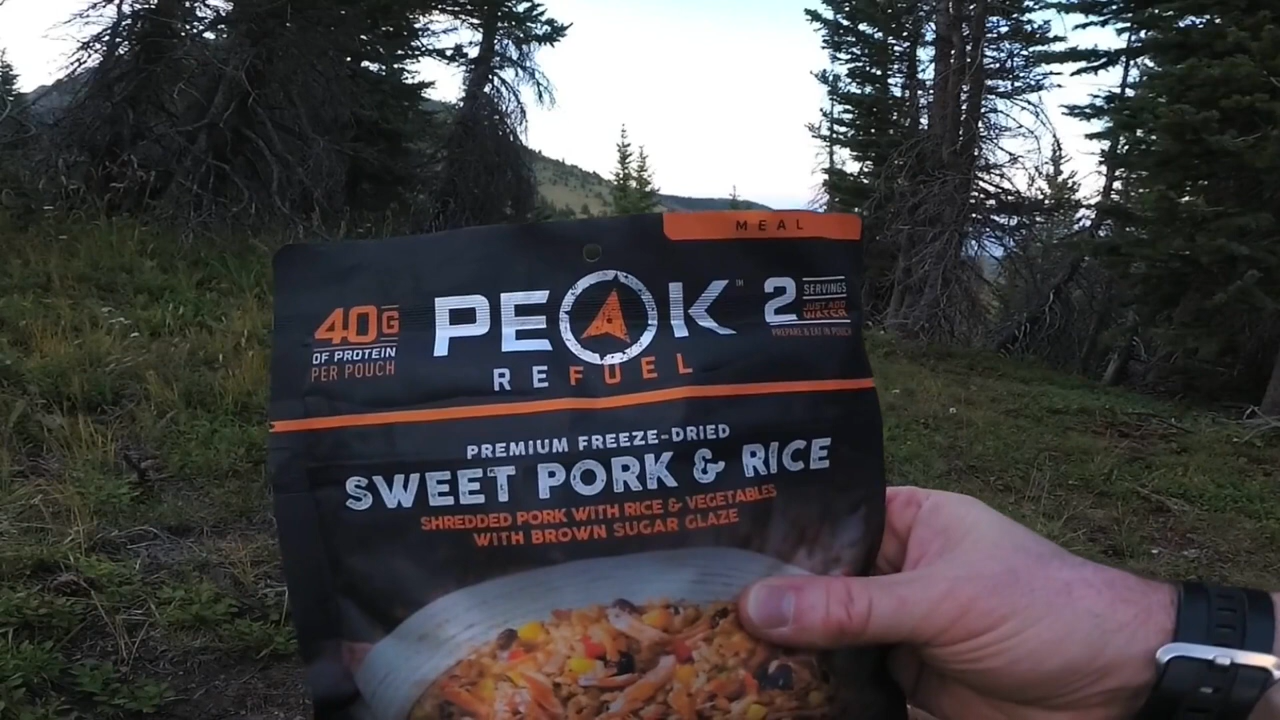 MEAL
40G
OF PROTEIN
PER POUCH
PEAK™
REFUEL
2 SERVINGS
JUST ADD
WATER
PREPARE & EAT IN POUCH
PREMIUM FREEZE-DRIED
SWEET PORK & RICE
SHREDDED PORK WITH RICE & VEGETABLES
WITH BROWN SUGAR GLAZE